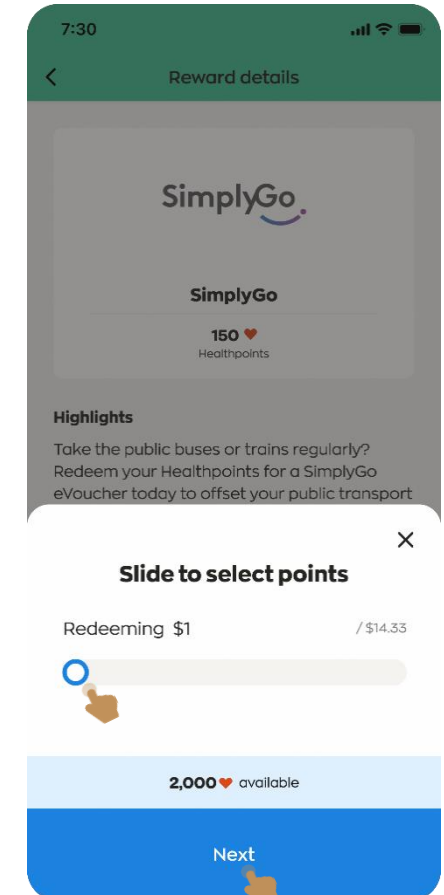 7:30
Reward details
SimplyGo
SimplyGo
150
Healthpoints
Highlights
Take the public buses or trains regularly?
Redeem your Healthpoints for a SimplyGo
eVoucher today to offset your public transport
Slide to select points
Redeeming $1 / $14.33
2,000 available
Next